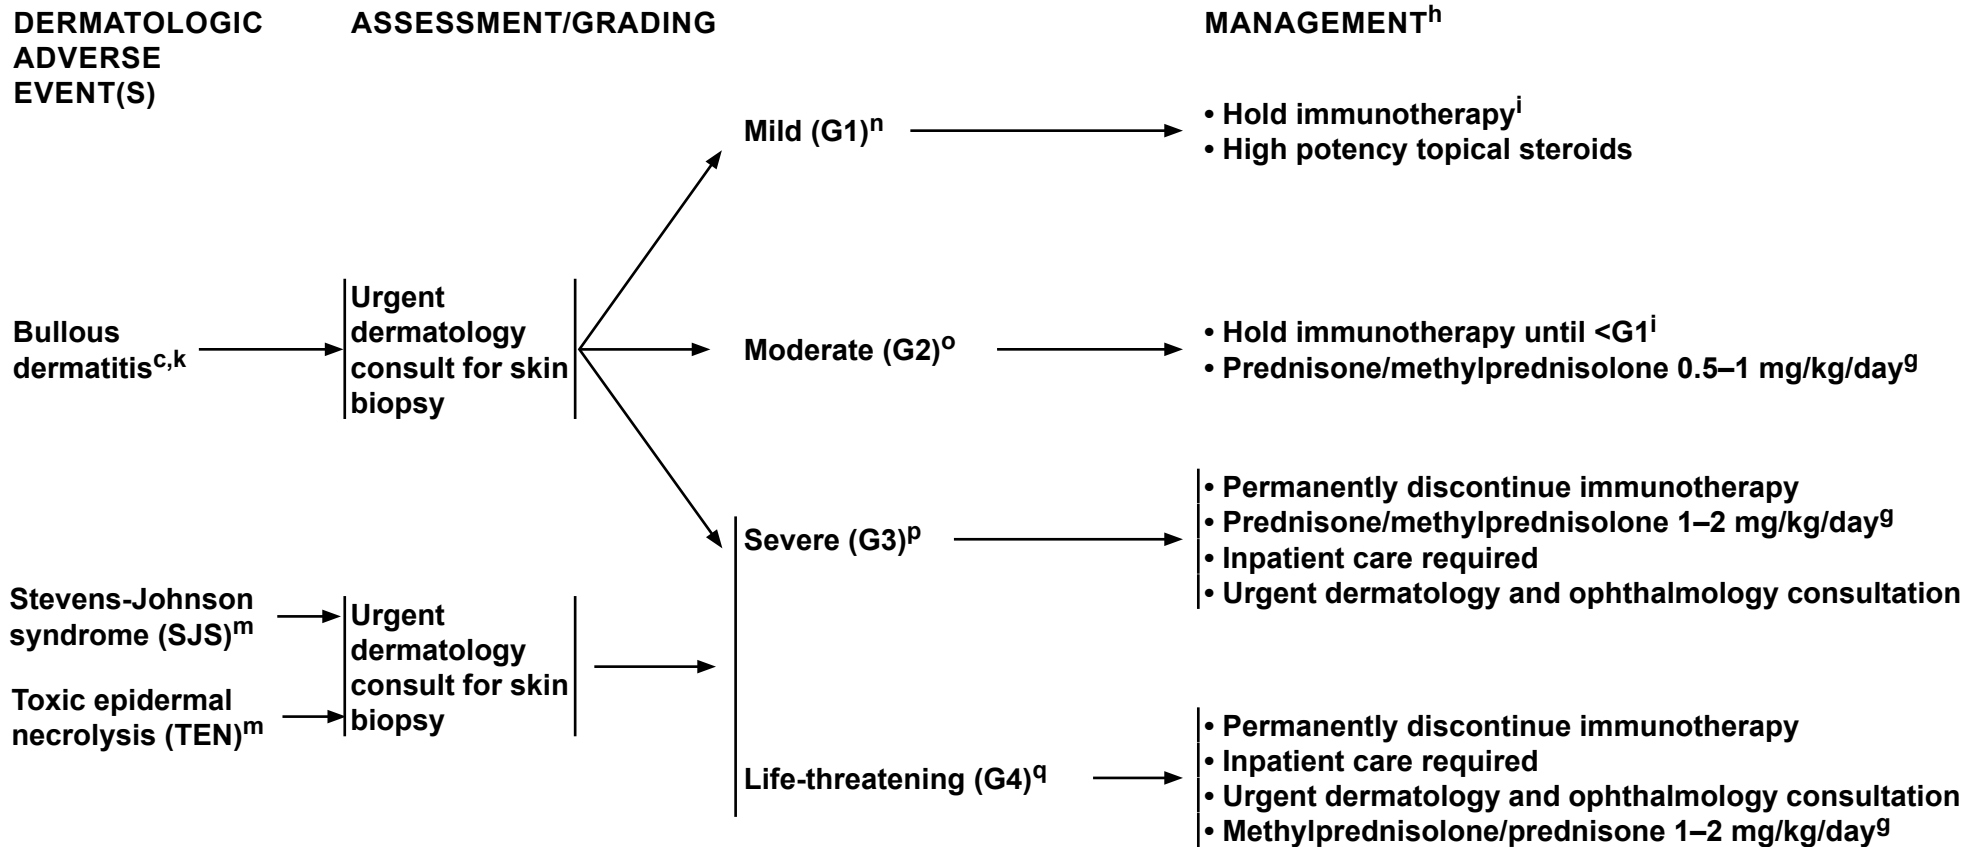 DERMATOLOGIC
ADVERSE
EVENT(S)
ASSESSMENT/GRADING
MANAGEMENTh
Bullous
dermatitisc,k
Urgent
dermatology
consult for skin
biopsy
Mild (G1)n
• Hold immunotherapyi
• High potency topical steroids
Moderate (G2)o
• Hold immunotherapy until <G1i
• Prednisone/methylprednisolone 0.5–1 mg/kg/dayg
Stevens-Johnson
syndrome (SJS)m
Toxic epidermal
necrolysis (TEN)m
Urgent
dermatology
consult for skin
biopsy
Severe (G3)p
• Permanently discontinue immunotherapy
• Prednisone/methylprednisolone 1–2 mg/kg/dayg
• Inpatient care required
• Urgent dermatology and ophthalmology consultation
Life-threatening (G4)q
• Permanently discontinue immunotherapy
• Inpatient care required
• Urgent dermatology and ophthalmology consultation
• Methylprednisolone/prednisone 1–2 mg/kg/dayg